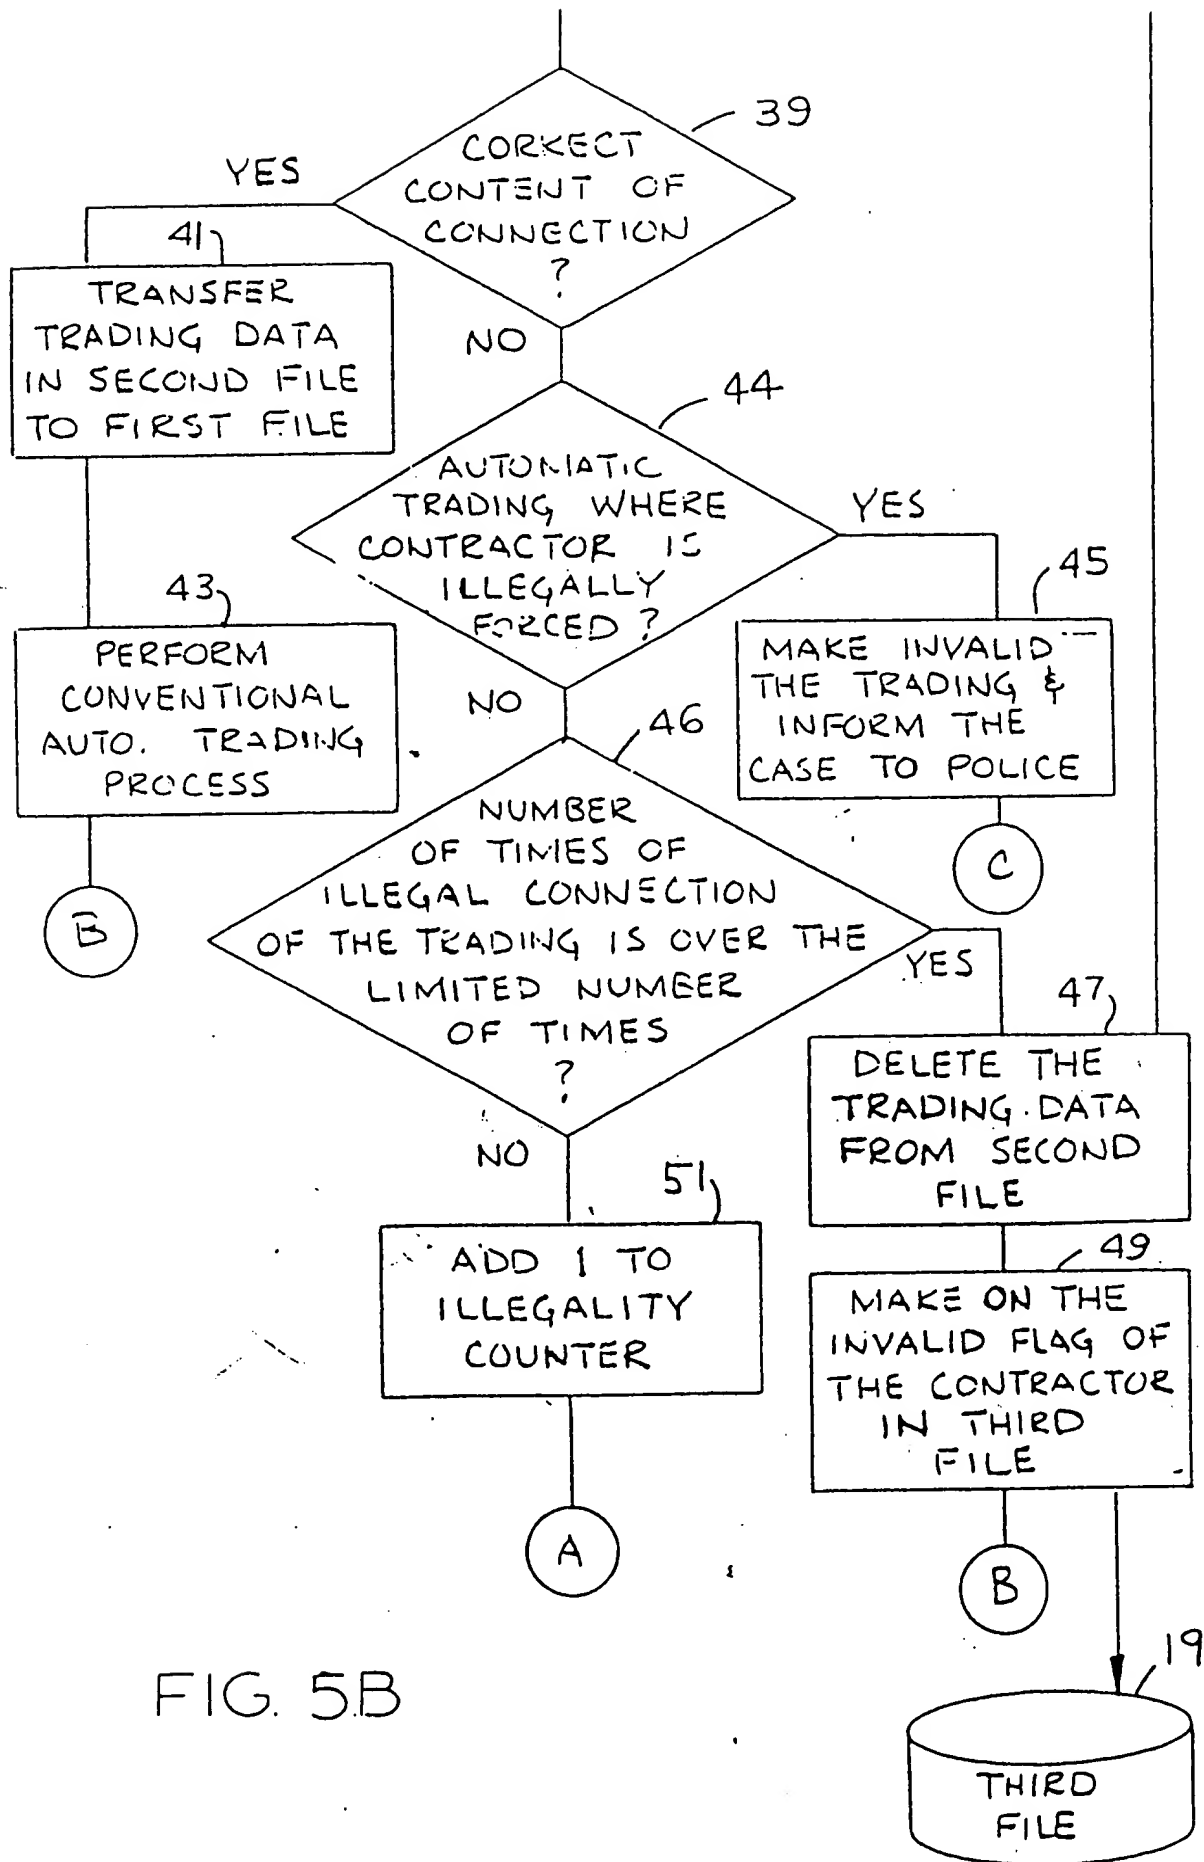 39
CORRECT
CONTENT OF
CONNECTION
?
YES
NO
41
TRANSFER
TRADING DATA
IN SECOND FILE
TO FIRST FILE
44
AUTOMATIC
TRADING WHERE
CONTRACTOR IS
ILLEGALLY
FORCED ?
YES
NO
43
PERFORM
CONVENTIONAL
AUTO. TRADING
PROCESS
B
45
MAKE INVALID
THE TRADING &
INFORM THE
CASE TO POLICE
C
46
NUMBER
OF TIMES OF
ILLEGAL CONNECTION
OF THE TRADING IS OVER THE
LIMITED NUMBER
OF TIMES
?
YES
NO
47
DELETE THE
TRADING DATA
FROM SECOND
FILE
51
ADD 1 TO
ILLEGALITY
COUNTER
A
49
MAKE ON THE
INVALID FLAG OF
THE CONTRACTOR
IN THIRD
FILE
B
19
THIRD
FILE
FIG. 5B